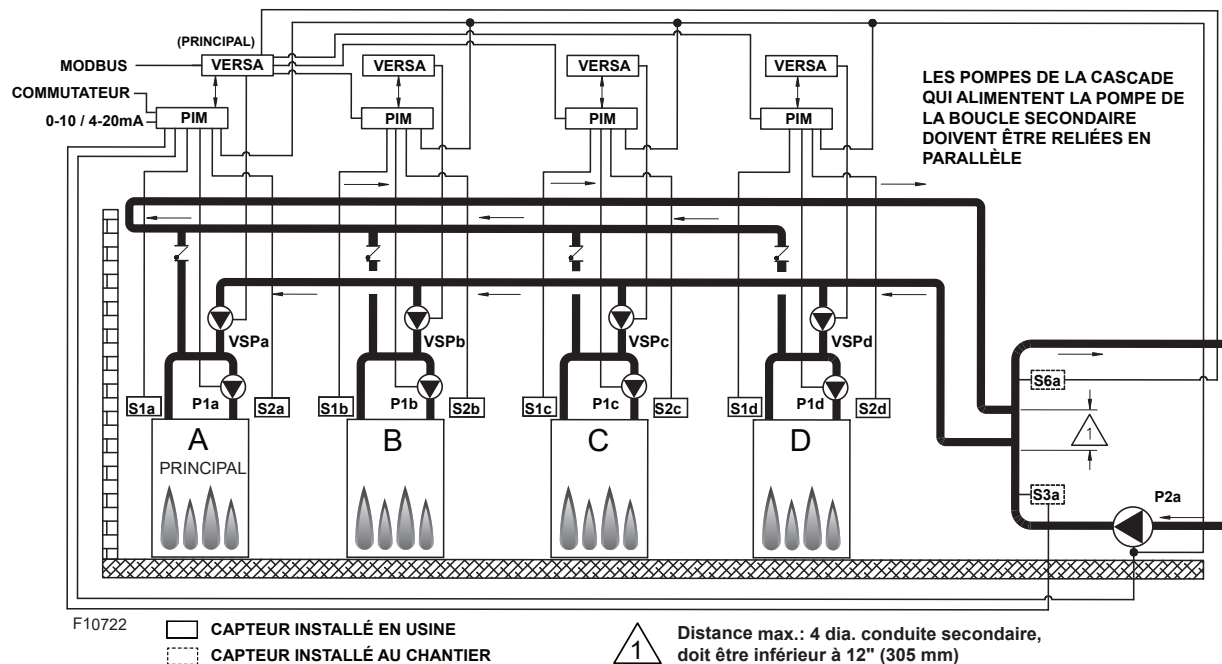 (PRINCIPAL)
MODBUS
VERSA
VERSA
VERSA
VERSA
COMMUTATEUR
0-10 / 4-20mA
PIM
PIM
PIM
PIM
LES POMPES DE LA CASCADE
QUI ALIMENTENT LA POMPE DE
LA BOUCLE SECONDAIRE
DOIVENT ÊTRE RELIÉES EN
PARALLÈLE
VSPa
VSPb
VSPc
VSPd
S1a
P1a
S2a
S1b
P1b
S2b
S1c
P1c
S2c
S1d
P1d
S2d
S6a
1
S3a
P2a
A
PRINCIPAL
B
C
D
F10722
CAPTEUR INSTALLÉ EN USINE
CAPTEUR INSTALLÉ AU CHANTIER
1
Distance max.: 4 dia. conduite secondaire,
doit être inférieur à 12" (305 mm)